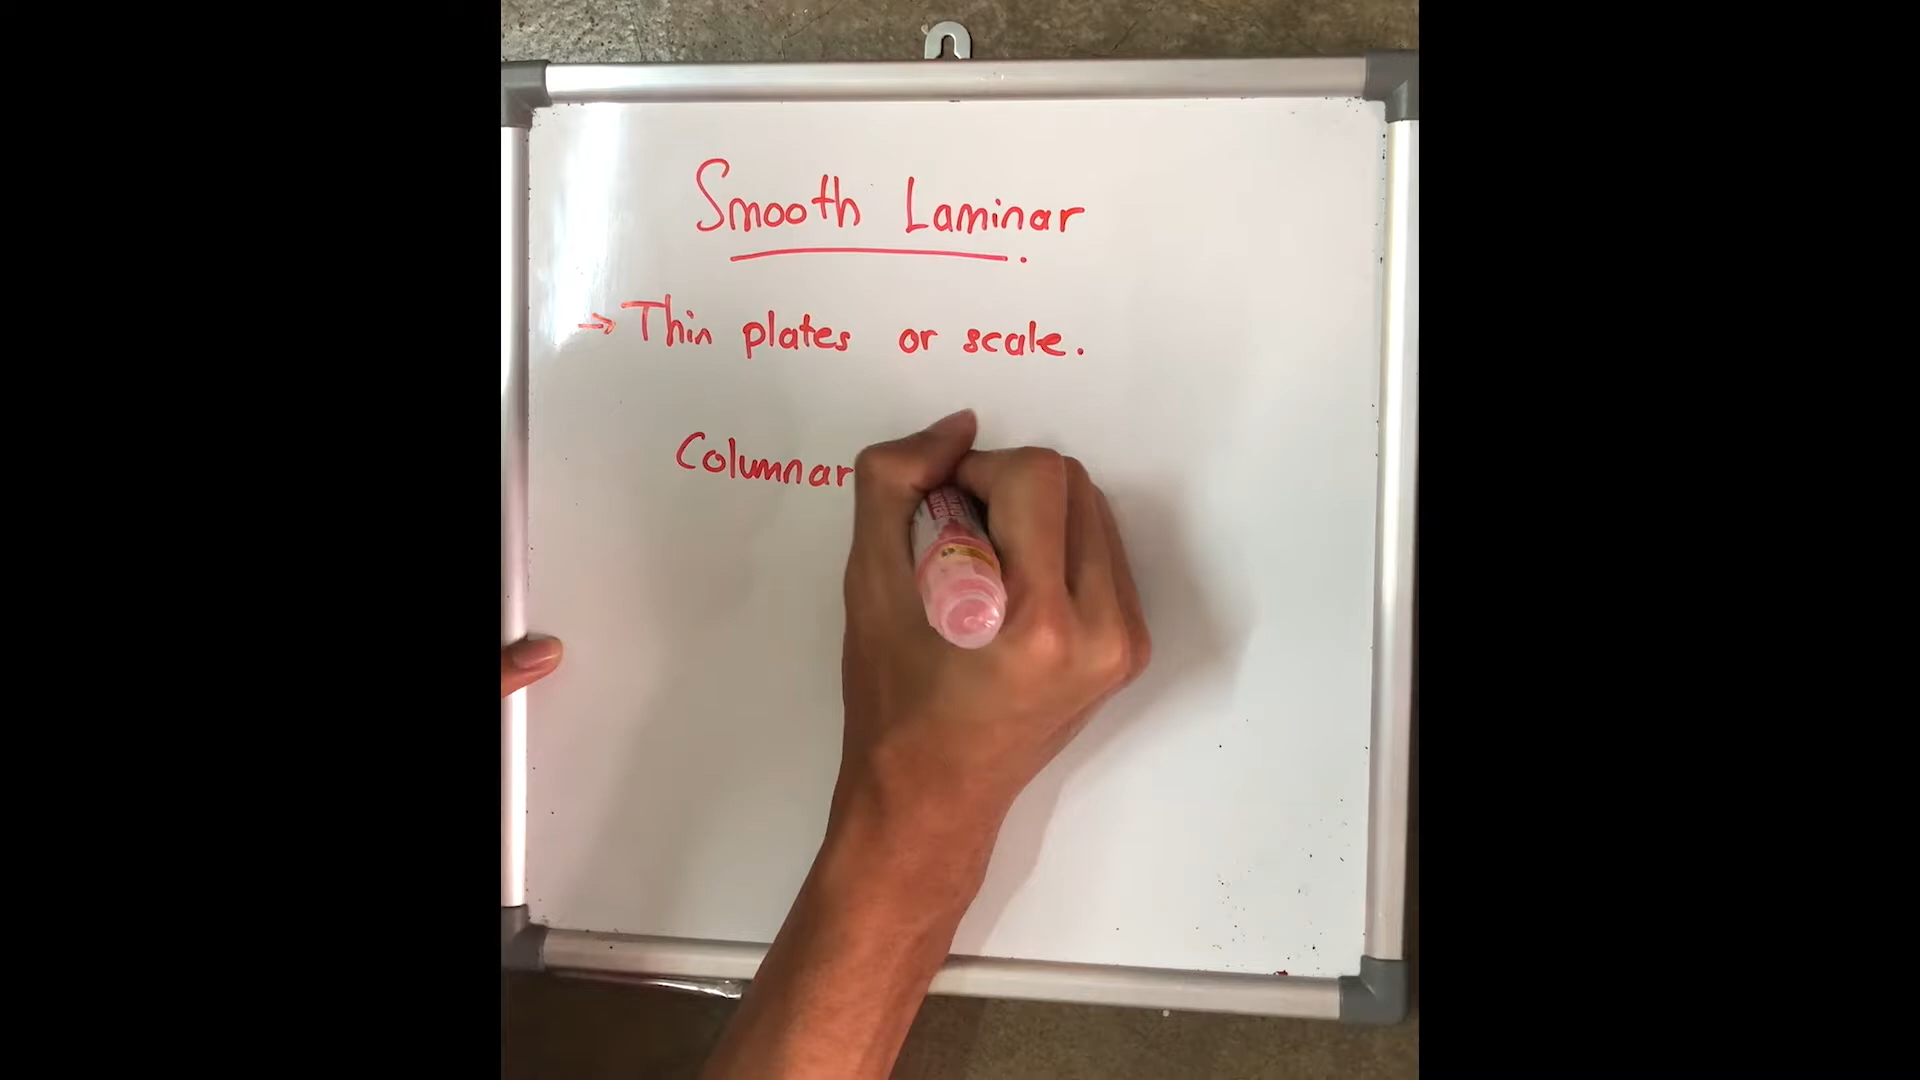 Smooth Laminar
→ Thin plates or scale.
Columnar